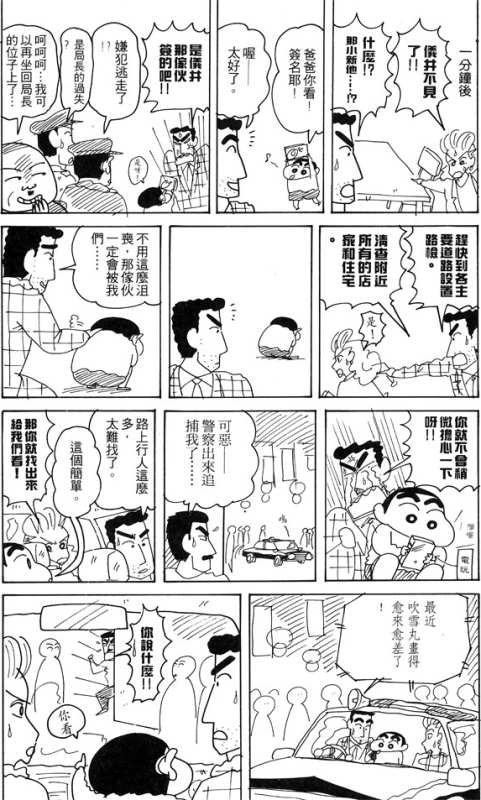 一分鐘後
儀井不見
了!!
什麼!?
那小新他……!?
爸爸你看!
簽名耶!
喔——
太好了。
是儀井
那傢伙
簽的吧!!
嫌犯逃走了
!?
是局長的過失
!?
呵呵呵…我可
以再坐回局長
的位子上了…
趕快到各主
要道路設置
路檢。
清查附近
所有的店
家和住宅
。
是!
不用這麼沮
喪,那傢伙
一定會被我
們……
你就不會稍
微擔心一下
呀!!
嗶嗶
電玩
可惡——
警察出來追
捕我了……
嗚
路上行人這麼
多,
太難找了。
這個簡單。
那你就找出來
給我們看!
最近
吹雪丸畫得
愈來愈差了
!
你說什麼!!
你看